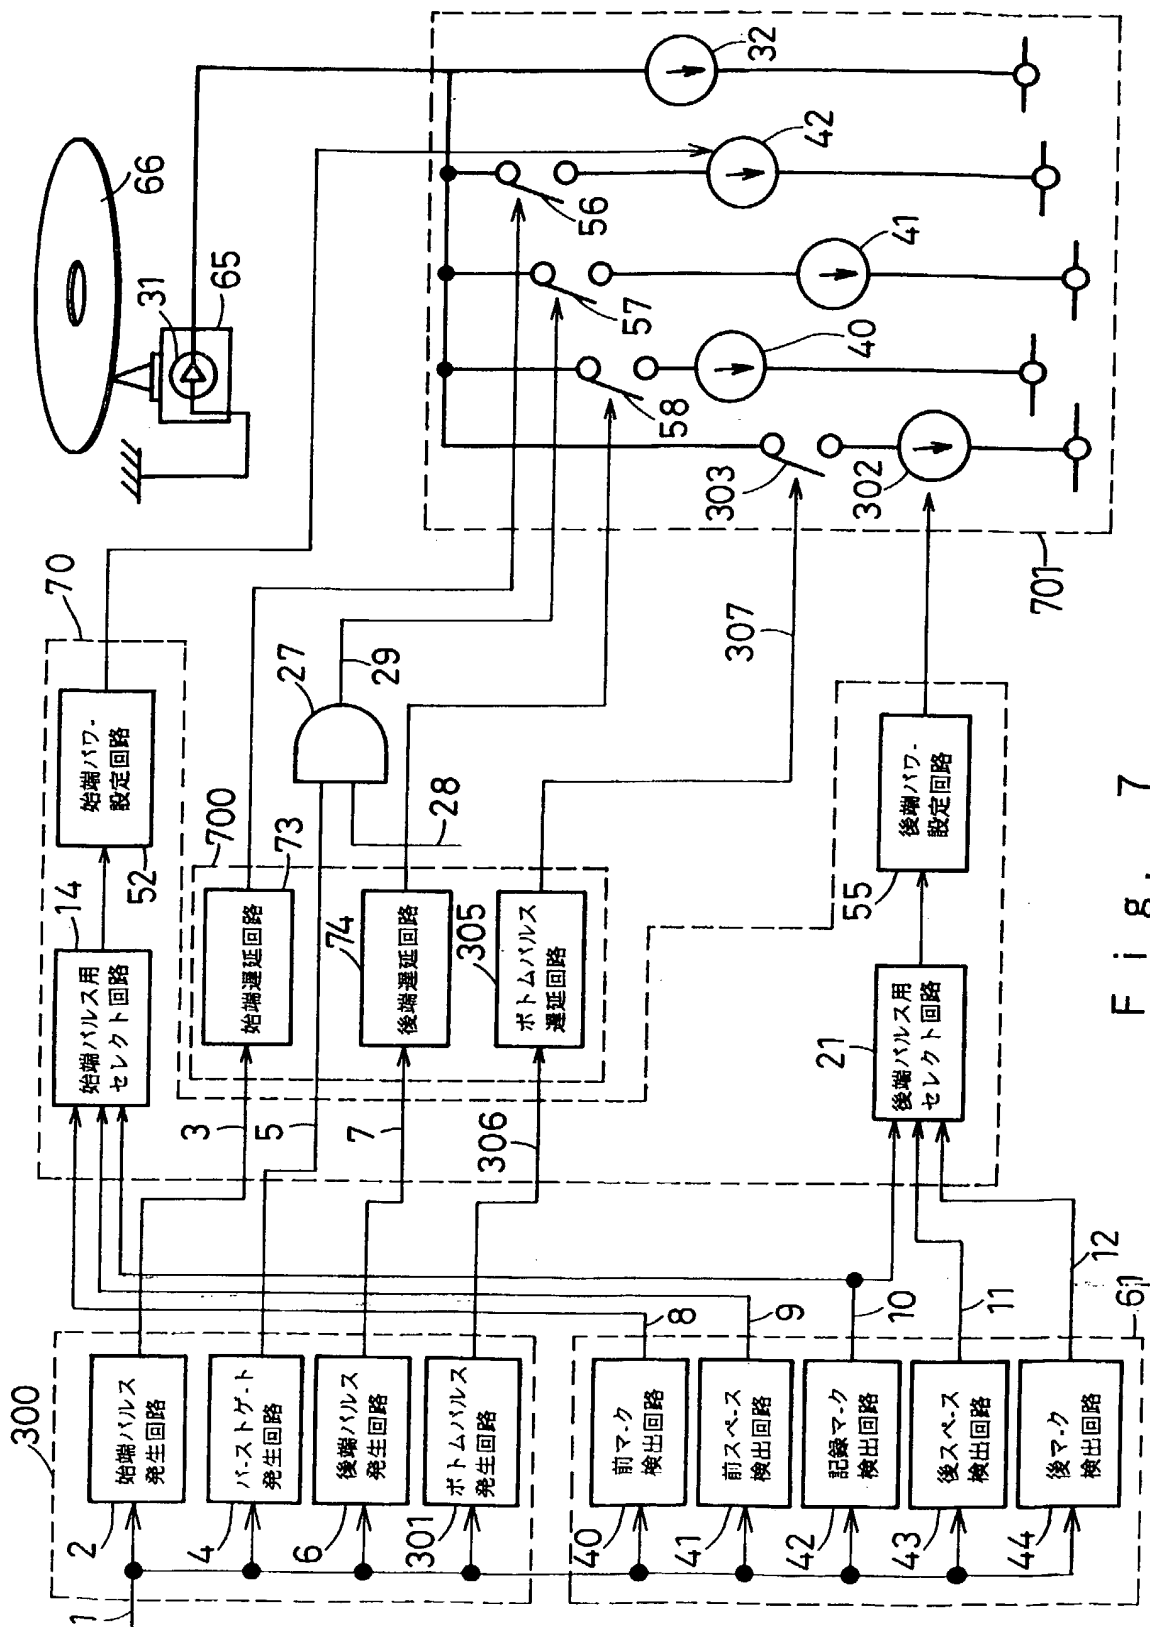 1
300
2
始端パルス
発生回路
4
バーストゲート
発生回路
6
後端パルス
発生回路
301
ボトムパルス
発生回路
40
前マーク
検出回路
41
前スペース
検出回路
42
記録マーク
検出回路
43
後スペース
検出回路
44
後マーク
検出回路
61
8
9
10
11
12
3
5
7
306
14
始端パルス用
セレクト回路
52
始端パワー
設定回路
70
700
73
始端遅延回路
74
後端遅延回路
305
ボトムパルス
遅延回路
27
28
29
21
後端パルス用
セレクト回路
55
後端パワー
設定回路
307
66
31
65
32
42
56
41
57
40
58
303
302
701
Fig. 7